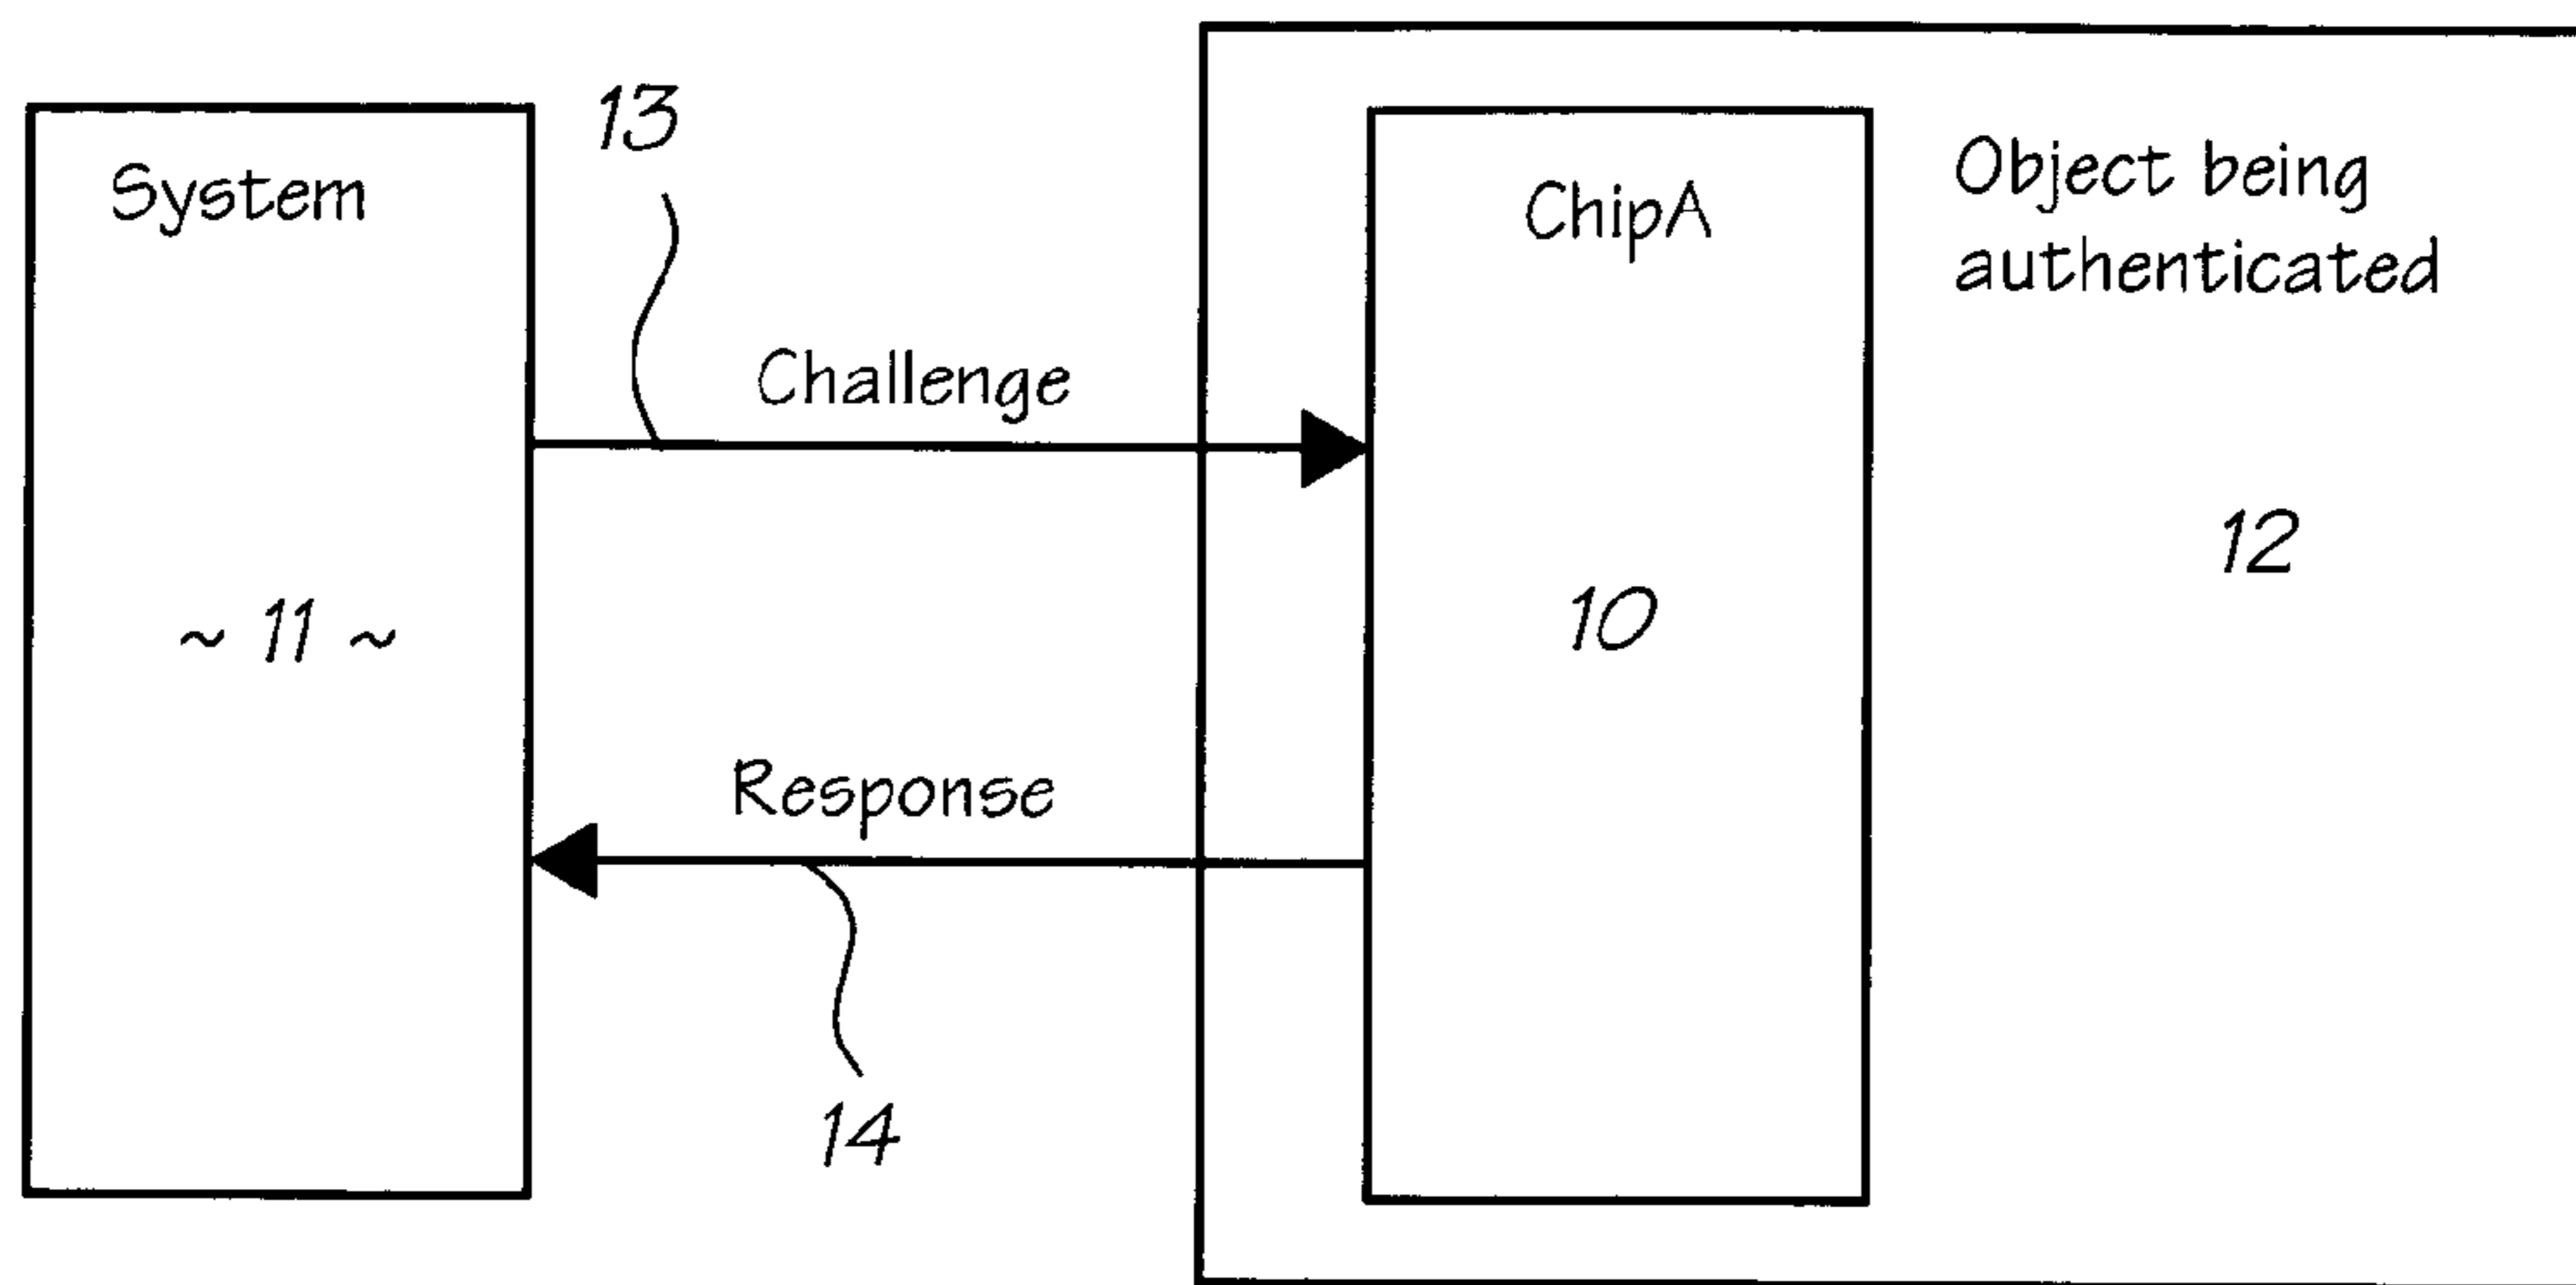 System
~ 11 ~
13
Challenge
Response
14
ChipA
10
Object being
authenticated
12